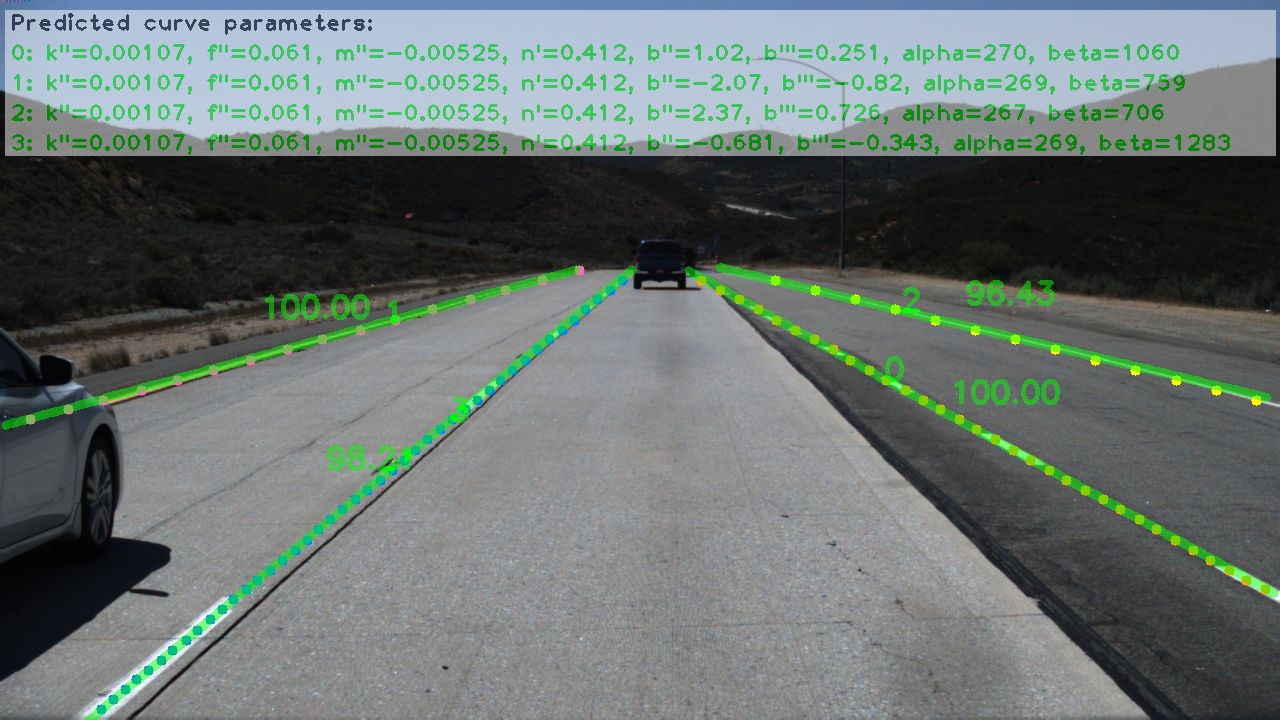 Predicted curve parameters:
0: k''=0.00107, f''=0.061, m''=−0.00525, n'=0.412, b''=1.02, b'''=0.251, alpha=270, beta=1060
1: k''=0.00107, f''=0.061, m''=−0.00525, n'=0.412, b''=−2.07, b'''=−0.82, alpha=269, beta=759
2: k''=0.00107, f''=0.061, m''=−0.00525, n'=0.412, b''=2.37, b'''=0.726, alpha=267, beta=706
3: k''=0.00107, f''=0.061, m''=−0.00525, n'=0.412, b''=−0.681, b'''=−0.343, alpha=269, beta=1283
100.00 1
2 96.43
0
100.00
3